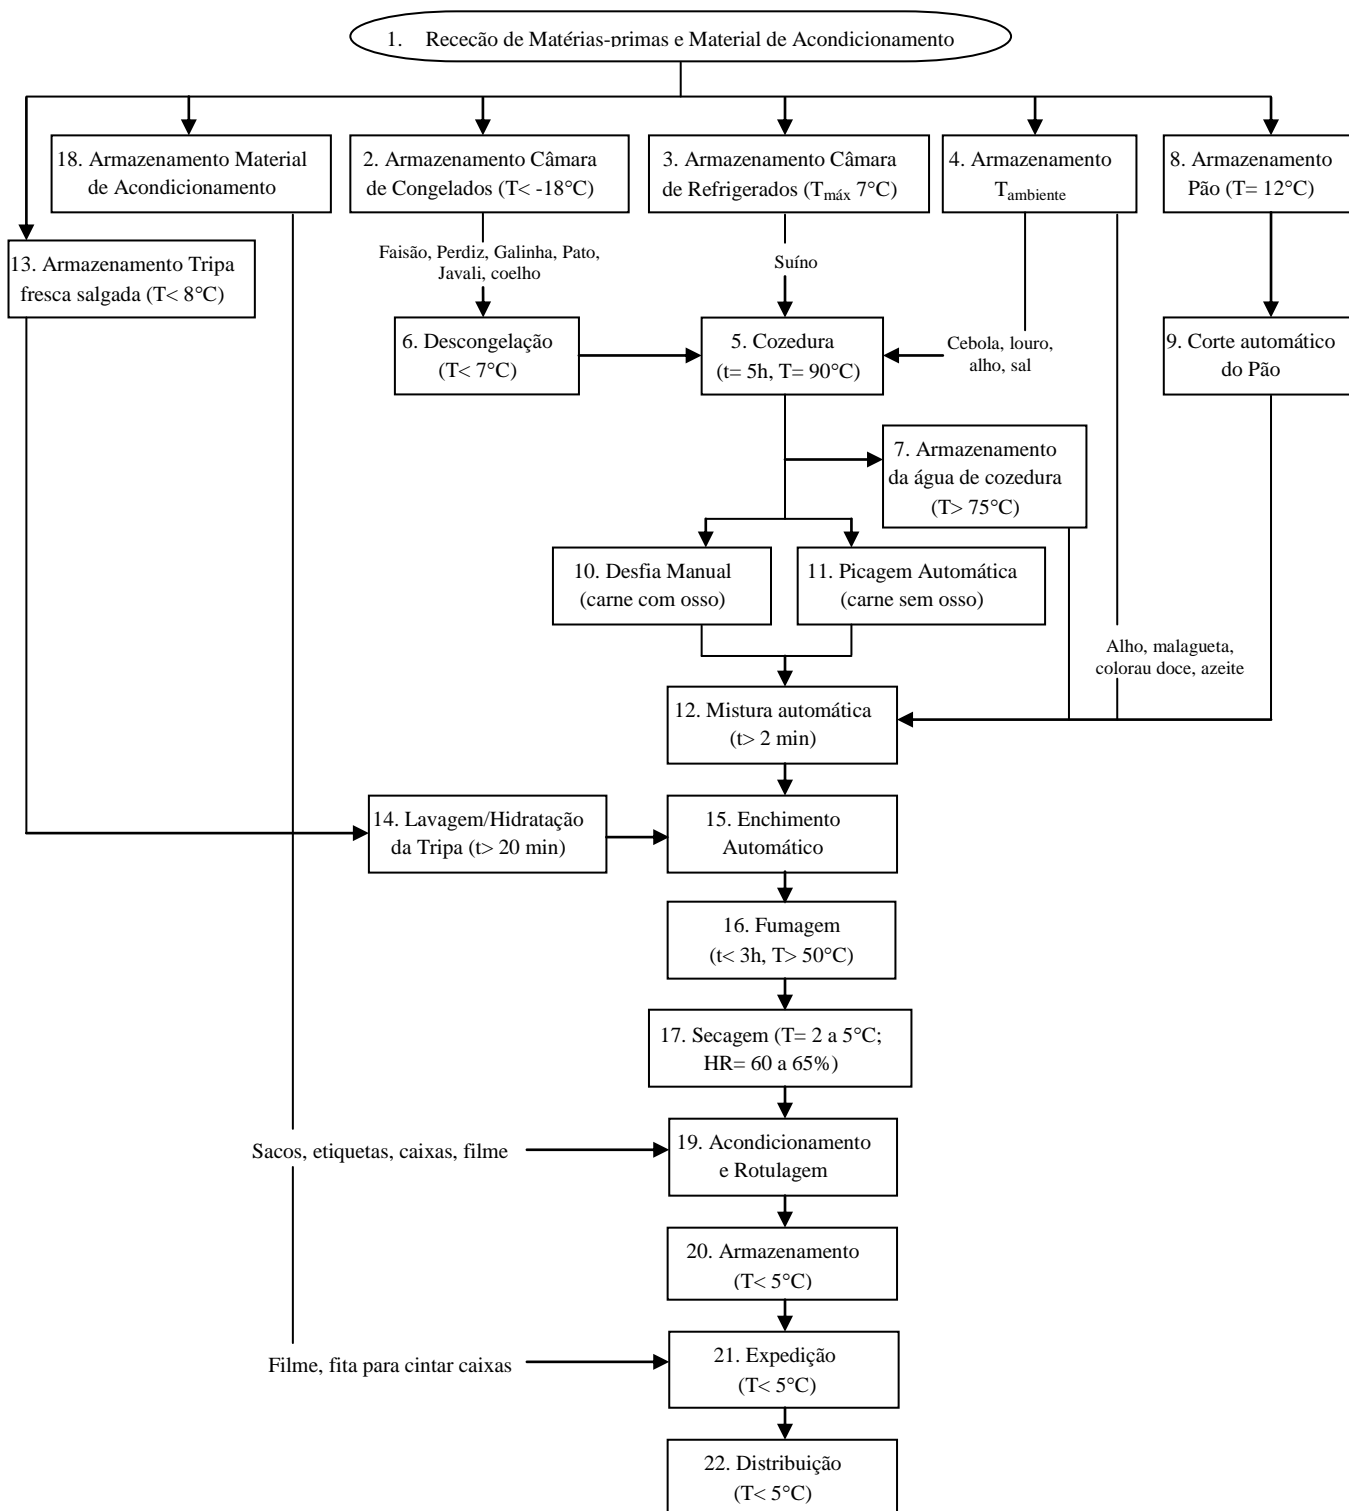 1. Receção de Matérias-primas e Material de Acondicionamento
18. Armazenamento Material
de Acondicionamento
2. Armazenamento Câmara
de Congelados (T< -18°C)
3. Armazenamento Câmara
de Refrigerados (Tmáx 7°C)
4. Armazenamento
Tambiente
8. Armazenamento
Pão (T= 12°C)
13. Armazenamento Tripa
fresca salgada (T< 8°C)
Faisão, Perdiz, Galinha, Pato,
Javali, coelho
Suíno
6. Descongelação
(T< 7°C)
5. Cozedura
(t= 5h, T= 90°C)
Cebola, louro,
alho, sal
9. Corte automático
do Pão
7. Armazenamento
da água de cozedura
(T> 75°C)
10. Desfia Manual
(carne com osso)
11. Picagem Automática
(carne sem osso)
Alho, malagueta,
colorau doce, azeite
12. Mistura automática
(t> 2 min)
14. Lavagem/Hidratação
da Tripa (t> 20 min)
15. Enchimento
Automático
16. Fumagem
(t< 3h, T> 50°C)
17. Secagem (T= 2 a 5°C;
HR= 60 a 65%)
Sacos, etiquetas, caixas, filme
19. Acondicionamento
e Rotulagem
20. Armazenamento
(T< 5°C)
Filme, fita para cintar caixas
21. Expedição
(T< 5°C)
22. Distribuição
(T< 5°C)